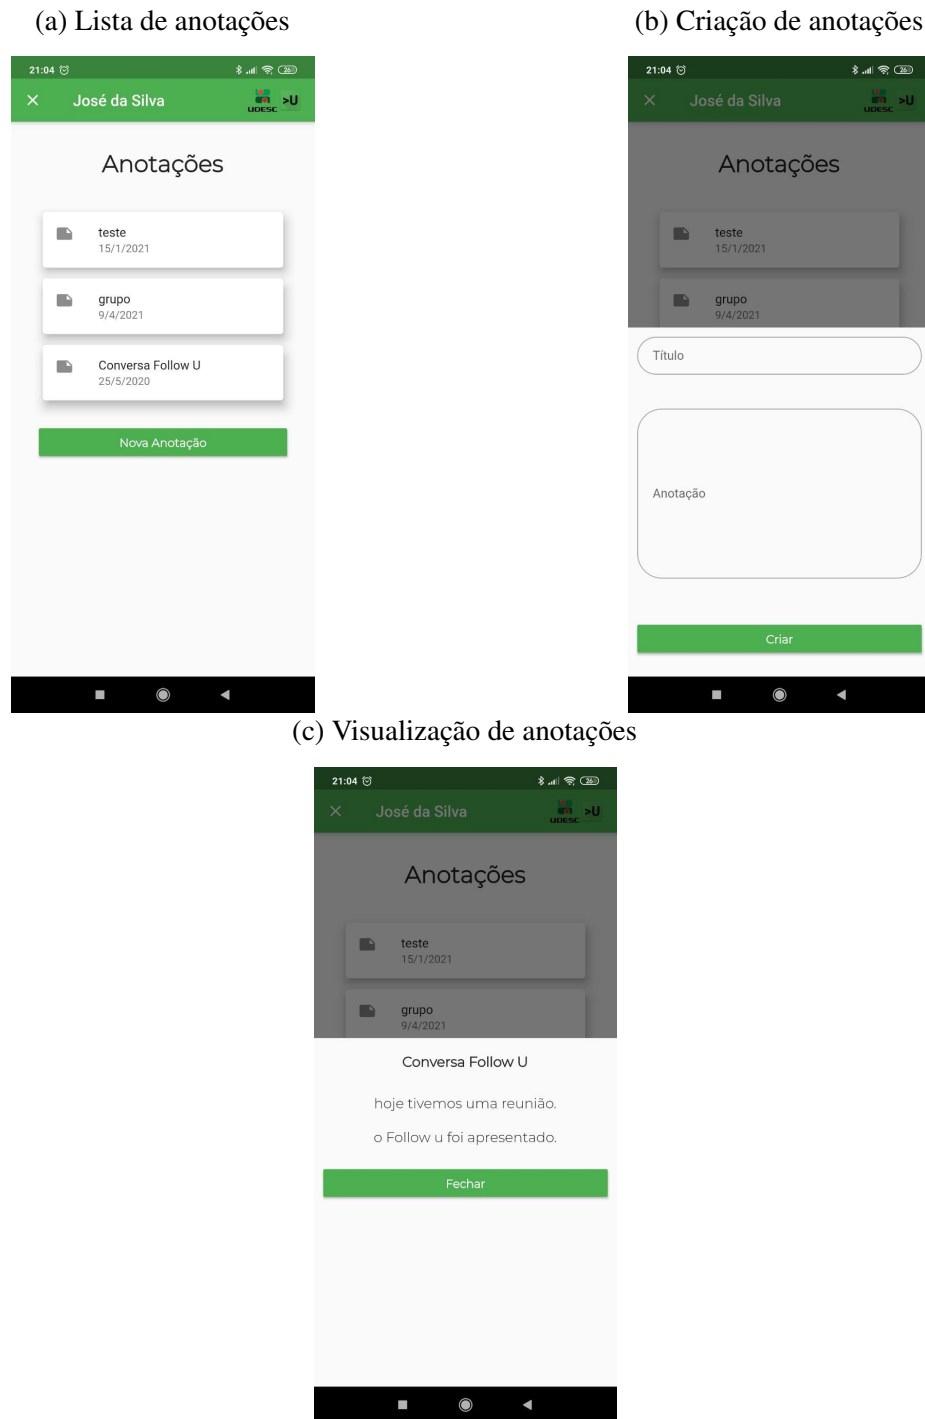 (a) Lista de anotações
21:04
26
José da Silva
UDESC >U
Anotações
teste
15/1/2021
grupo
9/4/2021
Conversa Follow U
25/5/2020
Nova Anotação
(b) Criação de anotações
21:04
26
José da Silva
UDESC >U
Anotações
teste
15/1/2021
grupo
9/4/2021
Título
Anotação
Criar
(c) Visualização de anotações
21:04
26
José da Silva
UDESC >U
Anotações
teste
15/1/2021
grupo
9/4/2021
Conversa Follow U
hoje tivemos uma reunião.
o Follow u foi apresentado.
Fechar